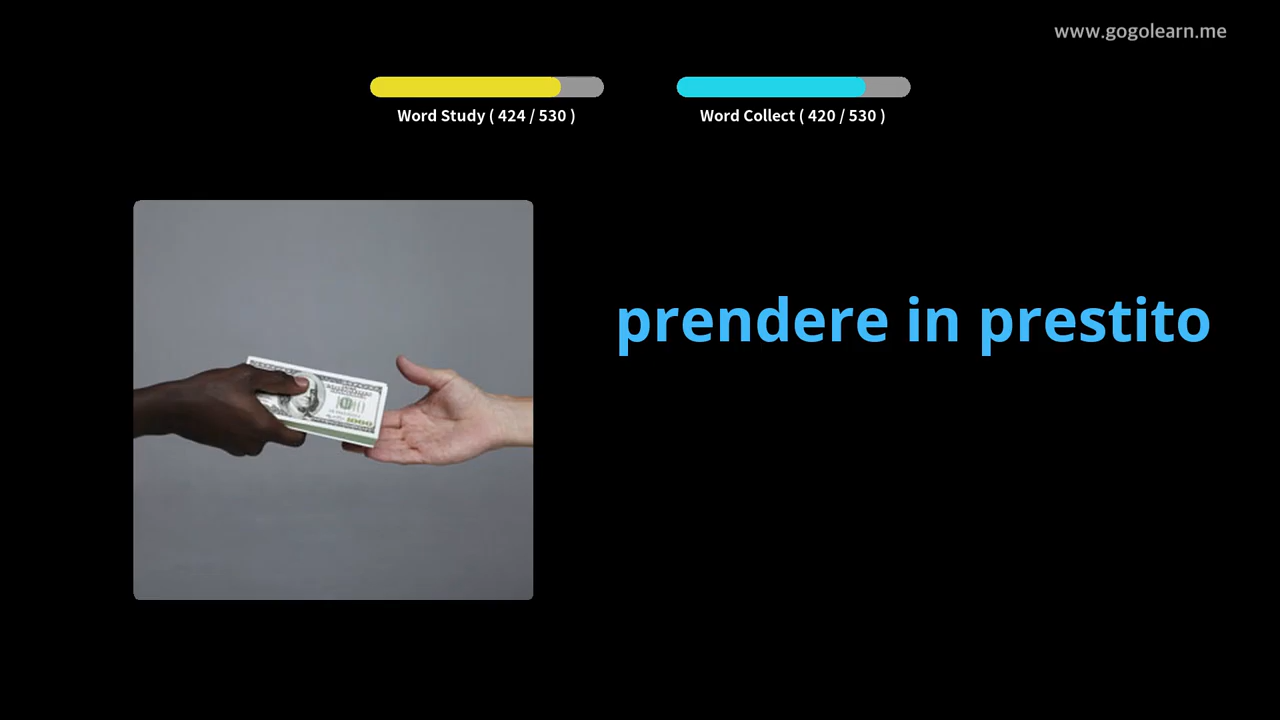 www.gogolearn.me
Word Study ( 424 / 530 )
Word Collect ( 420 / 530 )
prendere in prestito